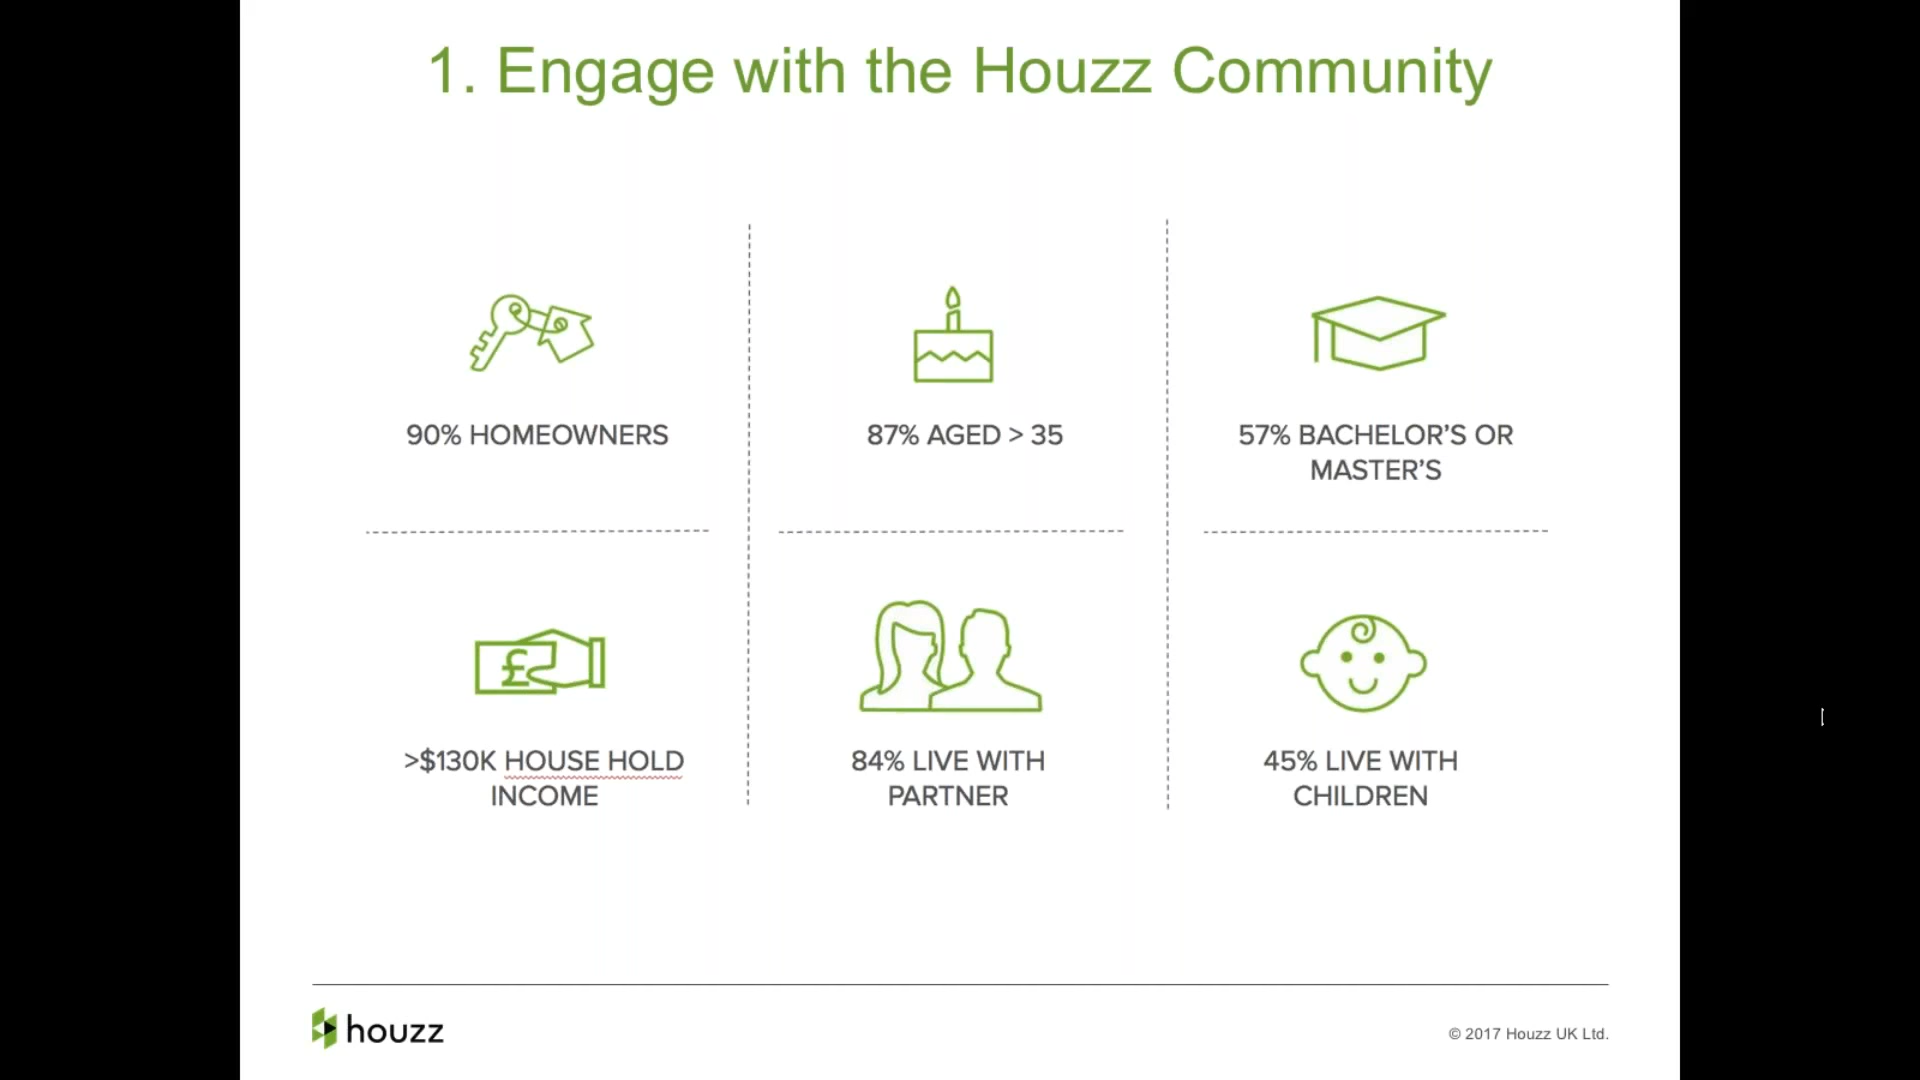 1. Engage with the Houzz Community
90% HOMEOWNERS
87% AGED > 35
57% BACHELOR’S OR
MASTER’S
£
>$130K HOUSE HOLD
INCOME
84% LIVE WITH
PARTNER
45% LIVE WITH
CHILDREN
houzz
© 2017 Houzz UK Ltd.